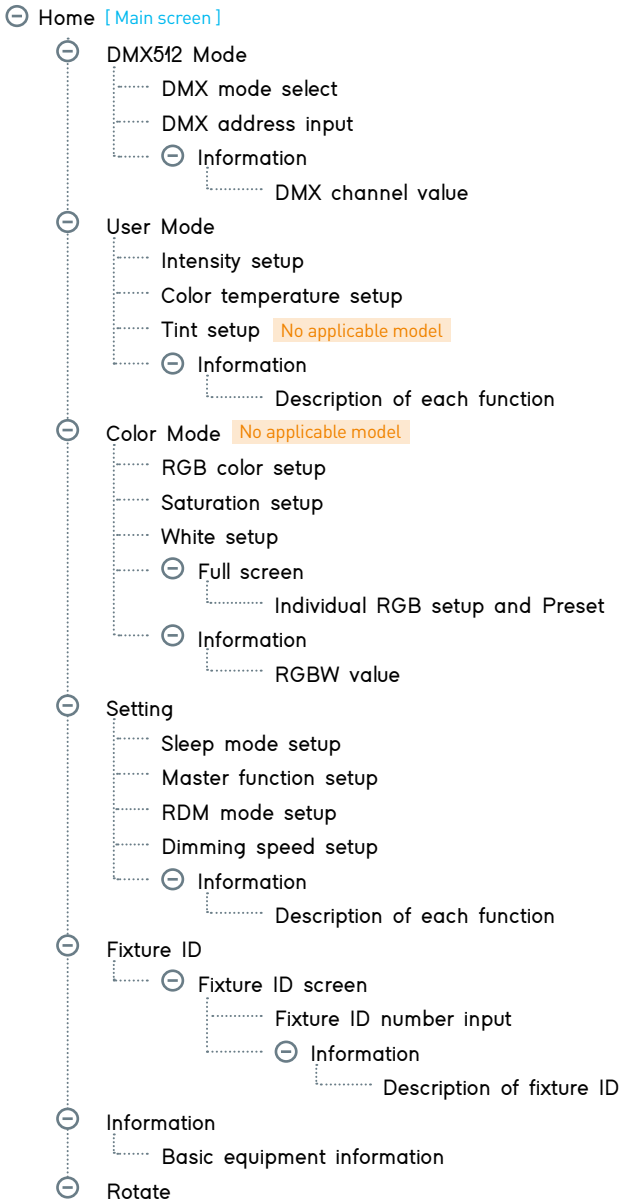 Home [ Main screen ]
DMX512 Mode
DMX mode select
DMX address input
Information
DMX channel value
User Mode
Intensity setup
Color temperature setup
Tint setup No applicable model
Information
Description of each function
Color Mode No applicable model
RGB color setup
Saturation setup
White setup
Full screen
Individual RGB setup and Preset
Information
RGBW value
Setting
Sleep mode setup
Master function setup
RDM mode setup
Dimming speed setup
Information
Description of each function
Fixture ID
Fixture ID screen
Fixture ID number input
Information
Description of fixture ID
Information
Basic equipment information
Rotate